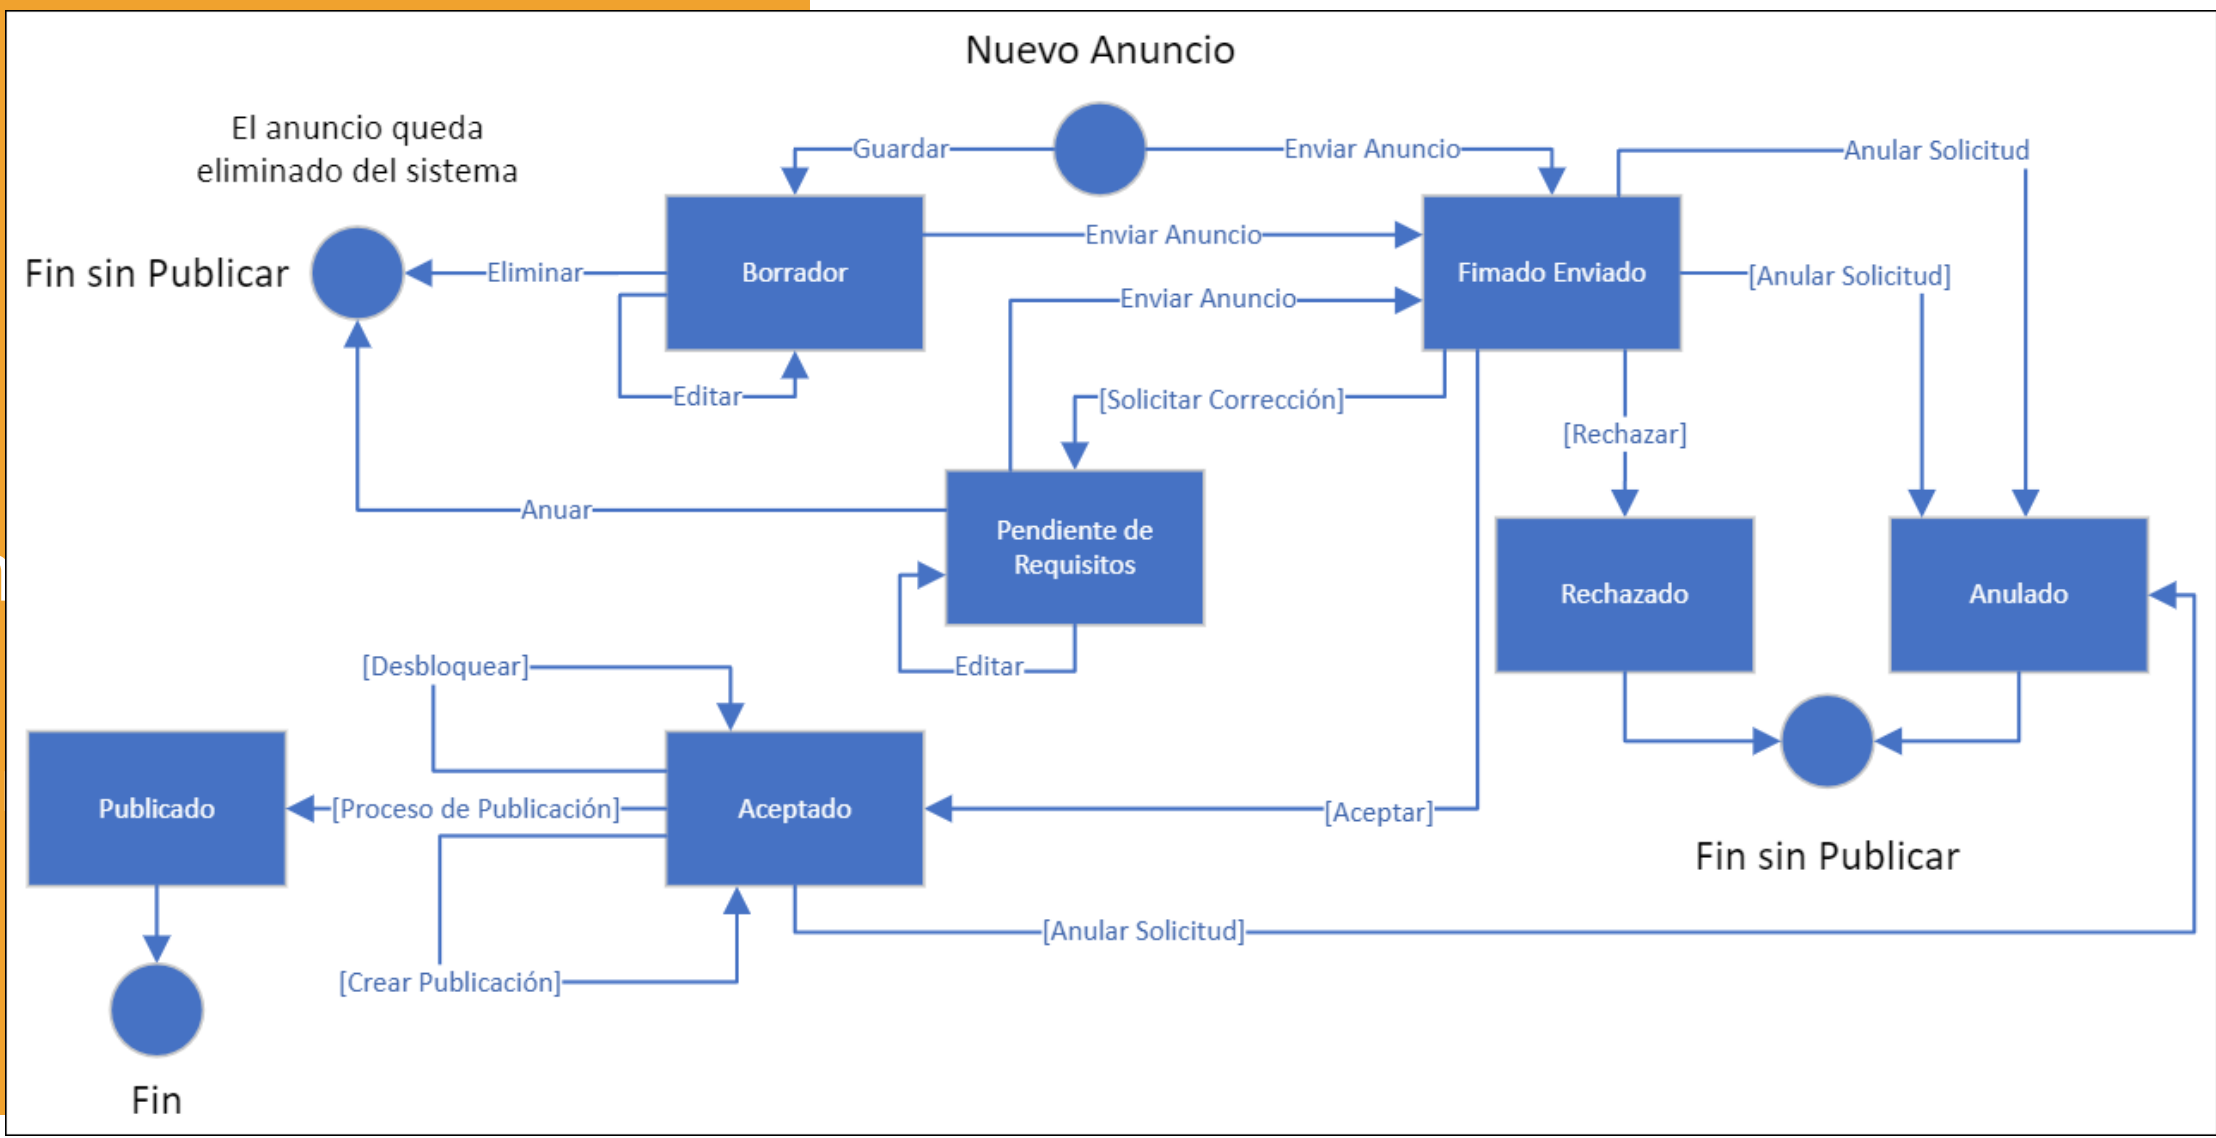 Nuevo Anuncio
El anuncio queda
eliminado del sistema
Guardar
Enviar Anuncio
Anular Solicitud
Enviar Anuncio
Fin sin Publicar
Eliminar
Borrador
Fimado Enviado
[Anular Solicitud]
Enviar Anuncio
Editar
[Solicitar Corrección]
[Rechazar]
Anuar
Pendiente de
Requisitos
Rechazado
Anulado
[Desbloquear]
Editar
Publicado
[Proceso de Publicación]
Aceptado
[Aceptar]
Fin sin Publicar
[Anular Solicitud]
[Crear Publicación]
Fin